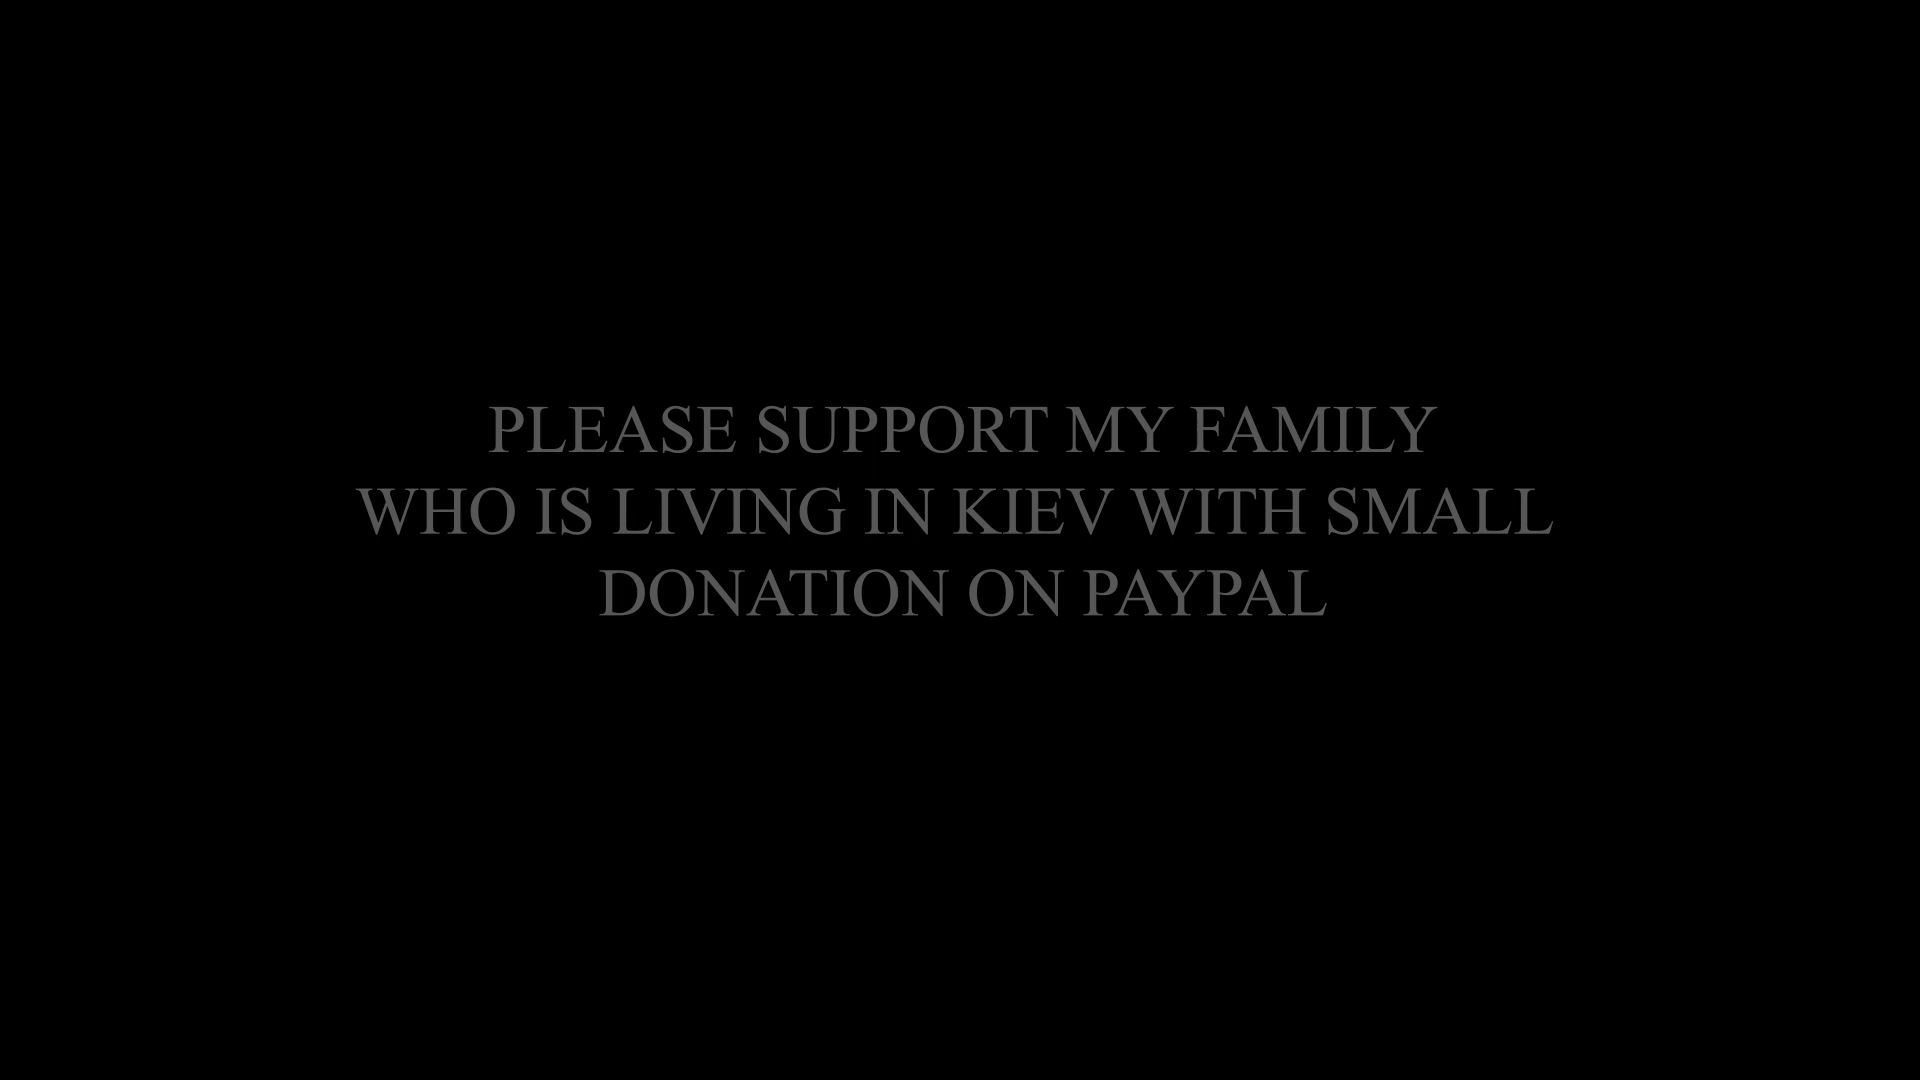 PLEASE SUPPORT MY FAMILY
WHO IS LIVING IN KIEV WITH SMALL
DONATION ON PAYPAL